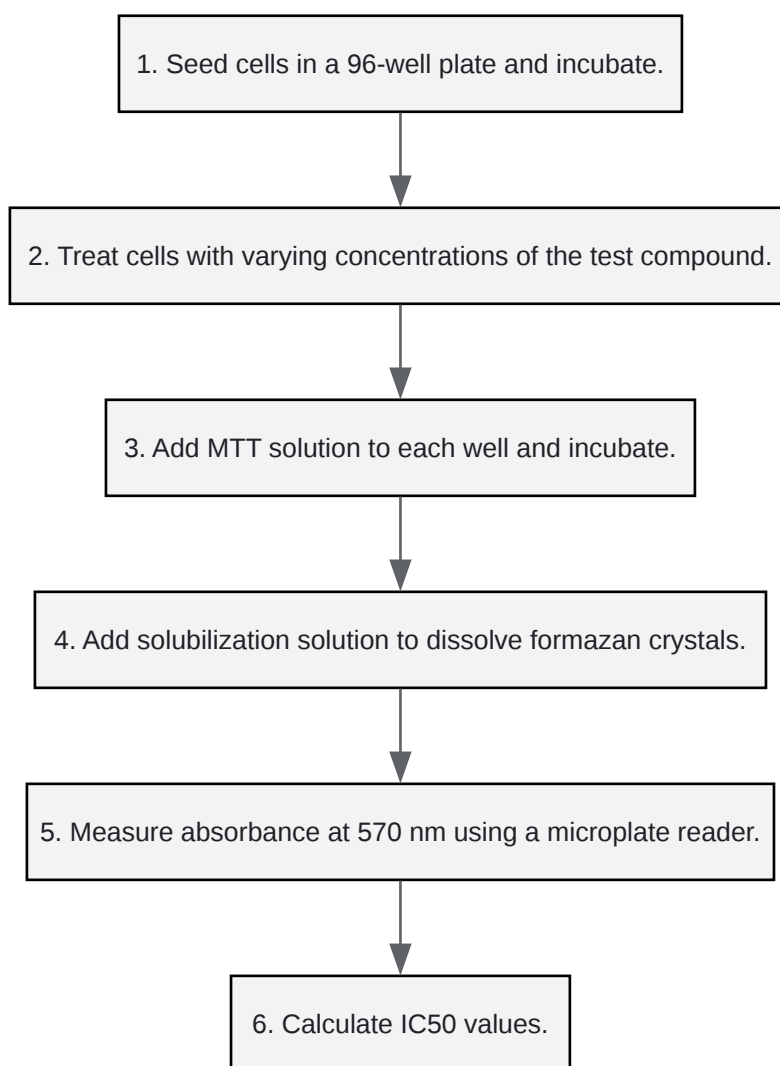 1. Seed cells in a 96-well plate and incubate.
2. Treat cells with varying concentrations of the test compound.
3. Add MTT solution to each well and incubate.
4. Add solubilization solution to dissolve formazan crystals.
5. Measure absorbance at 570 nm using a microplate reader.
6. Calculate IC50 values.